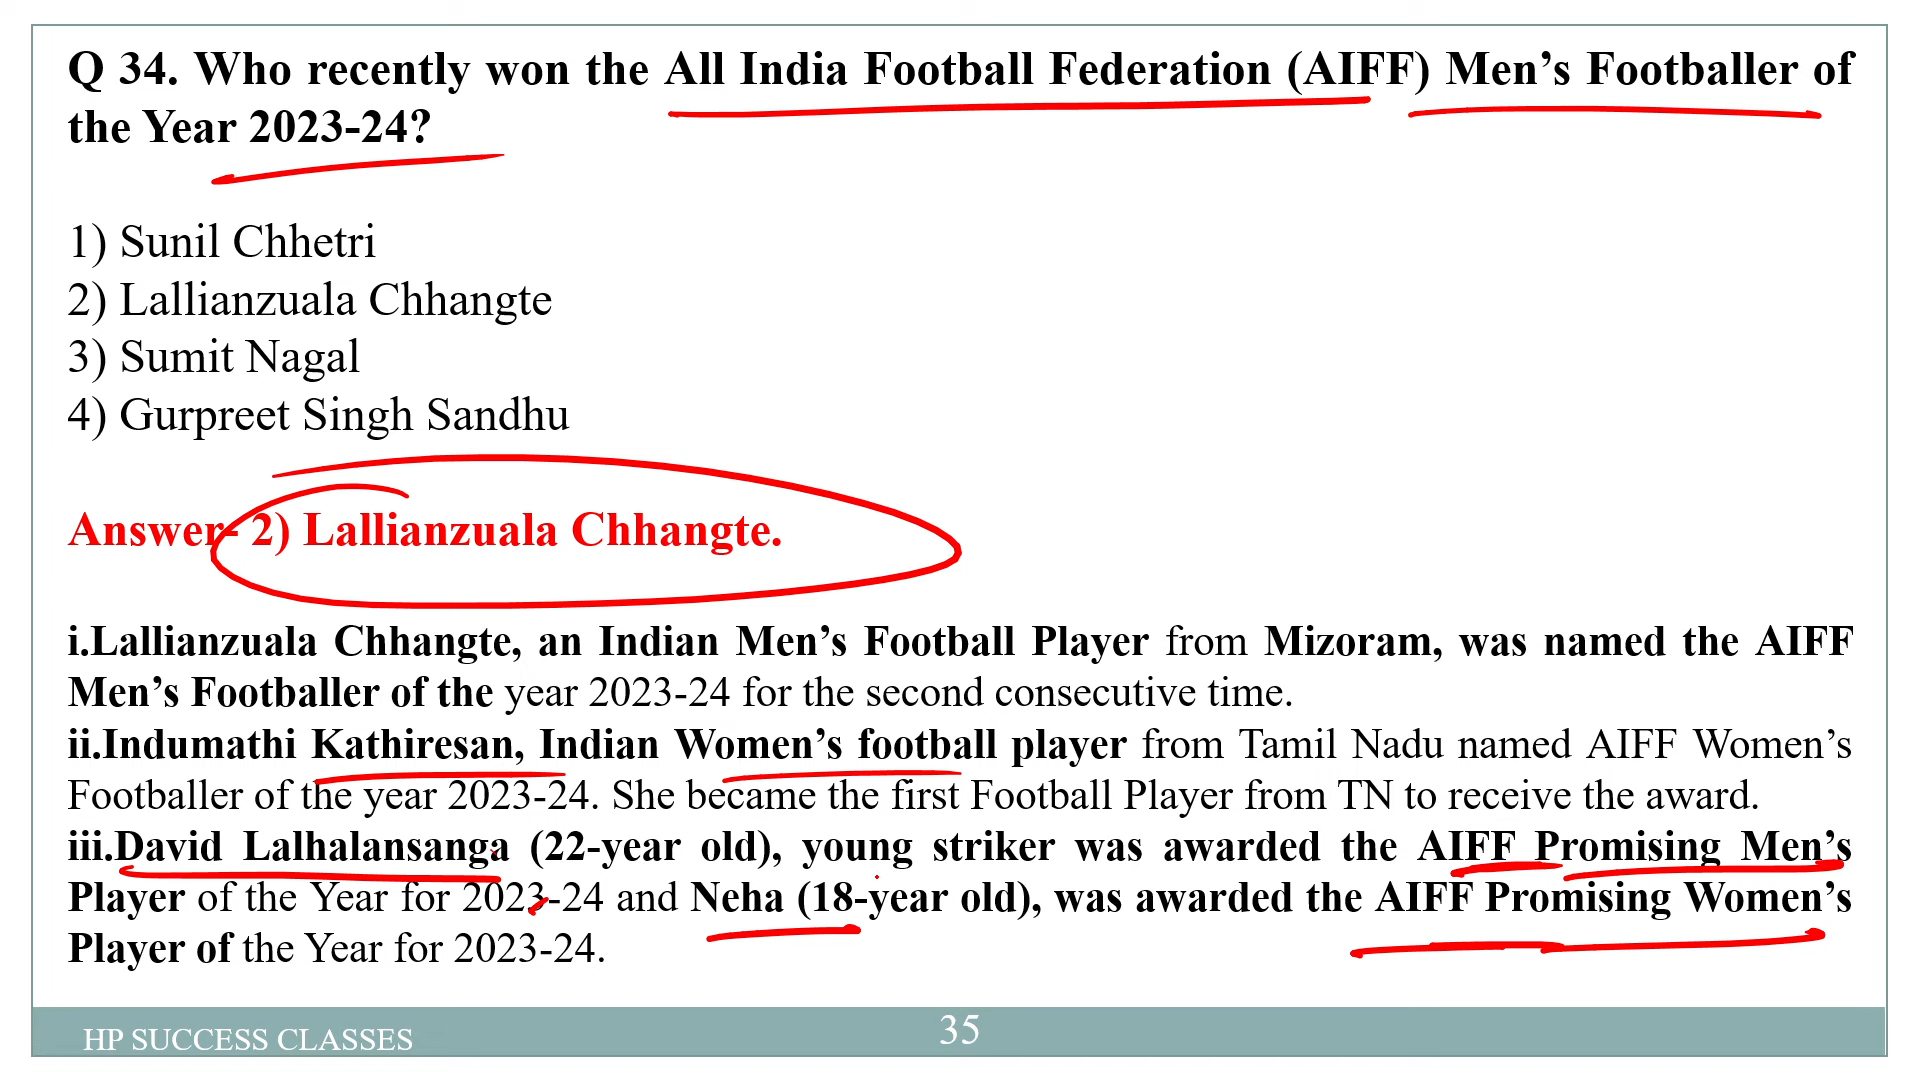 Q 34. Who recently won the All India Football Federation (AIFF) Men’s Footballer of
the Year 2023-24?
1) Sunil Chhetri
2) Lallianzuala Chhangte
3) Sumit Nagal
4) Gurpreet Singh Sandhu
Answer- 2) Lallianzuala Chhangte.
i.Lallianzuala Chhangte, an Indian Men’s Football Player from Mizoram, was named the AIFF
Men’s Footballer of the year 2023-24 for the second consecutive time.
ii.Indumathi Kathiresan, Indian Women’s football player from Tamil Nadu named AIFF Women’s
Footballer of the year 2023-24. She became the first Football Player from TN to receive the award.
iii.David Lalhalansanga (22-year old), young striker was awarded the AIFF Promising Men’s
Player of the Year for 2023-24 and Neha (18-year old), was awarded the AIFF Promising Women’s
Player of the Year for 2023-24.
HP SUCCESS CLASSES
35